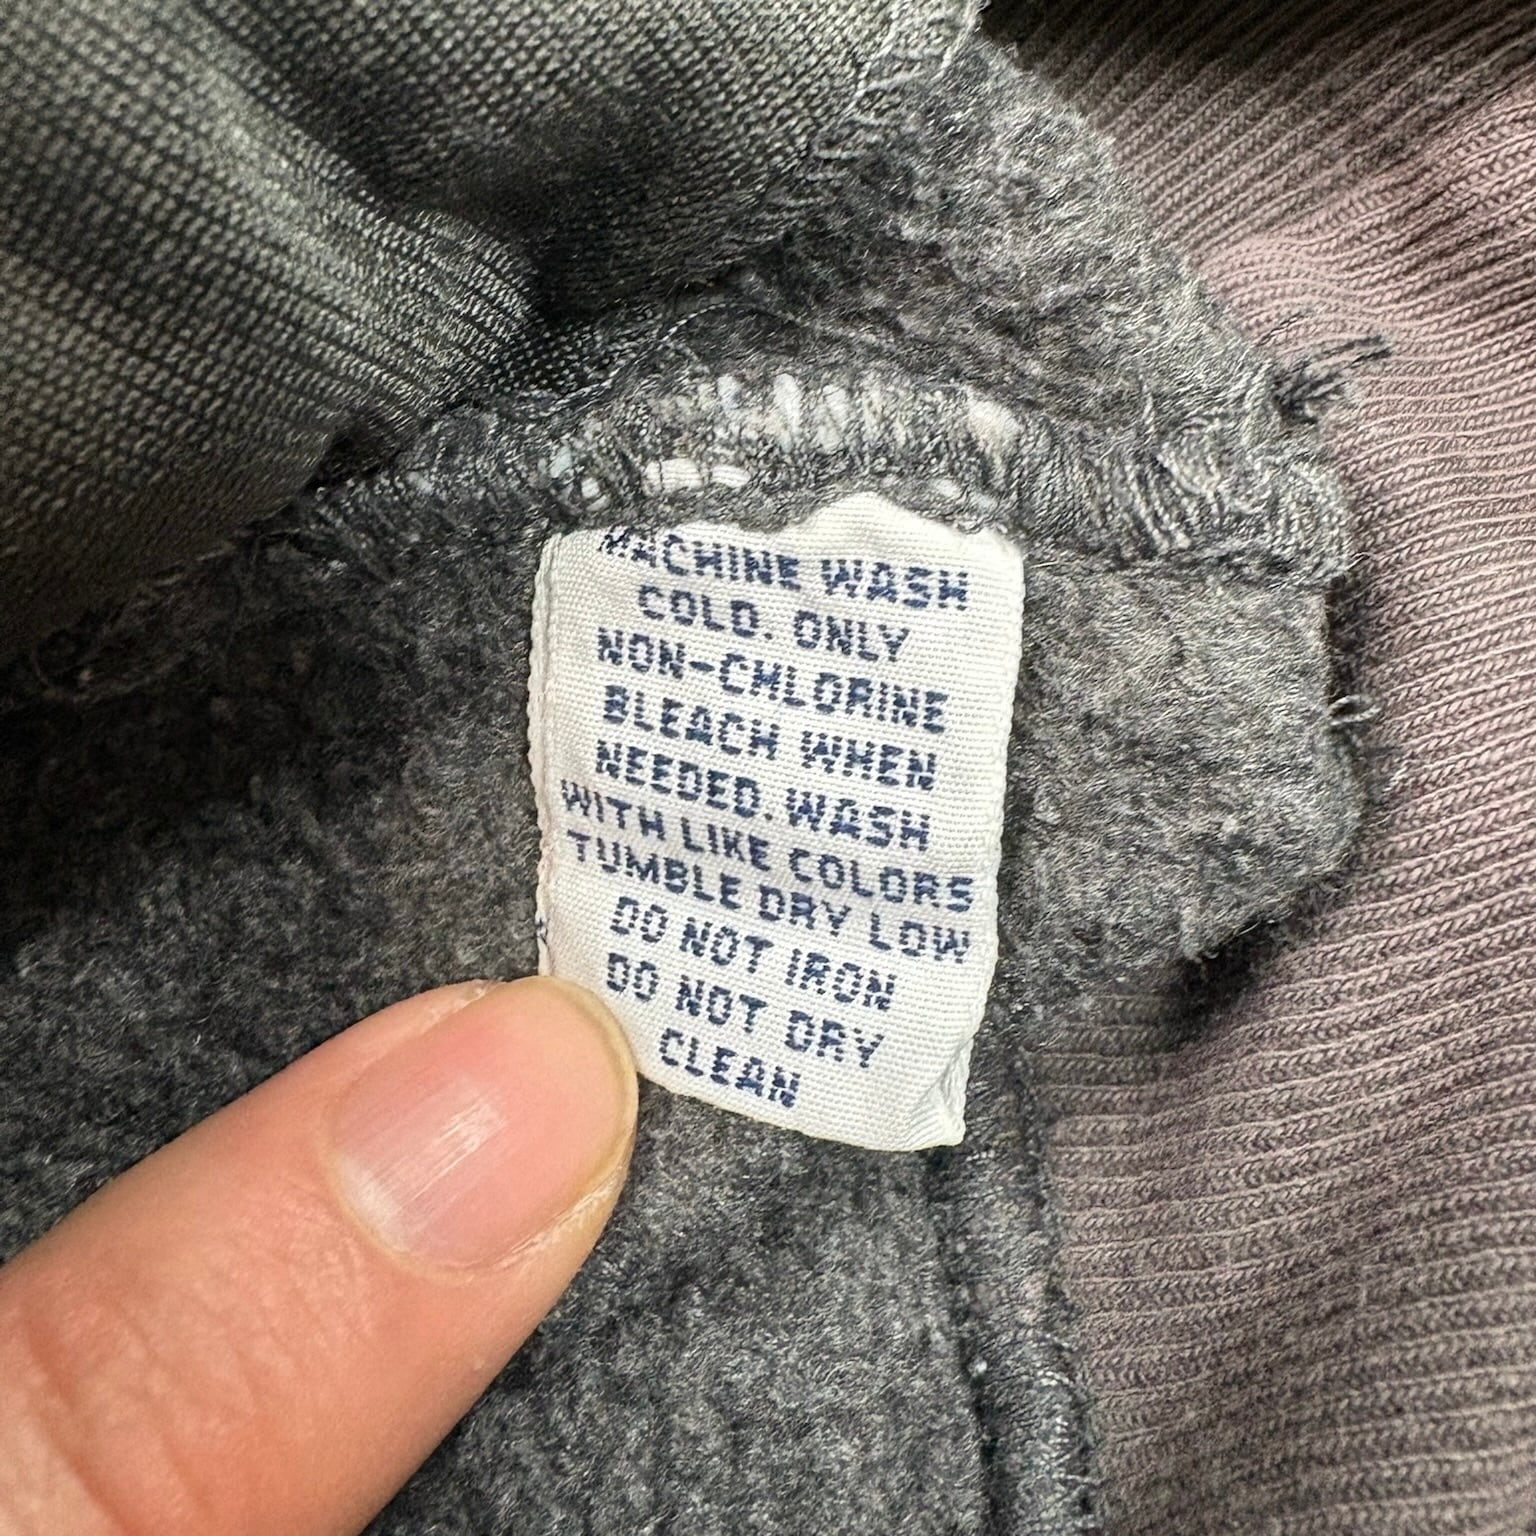 MACHINE WASH
COLD. ONLY
NON-CHLORINE
BLEACH WHEN
NEEDED. WASH
WITH LIKE COLORS
TUMBLE DRY LOW
DO NOT IRON
DO NOT DRY
CLEAN